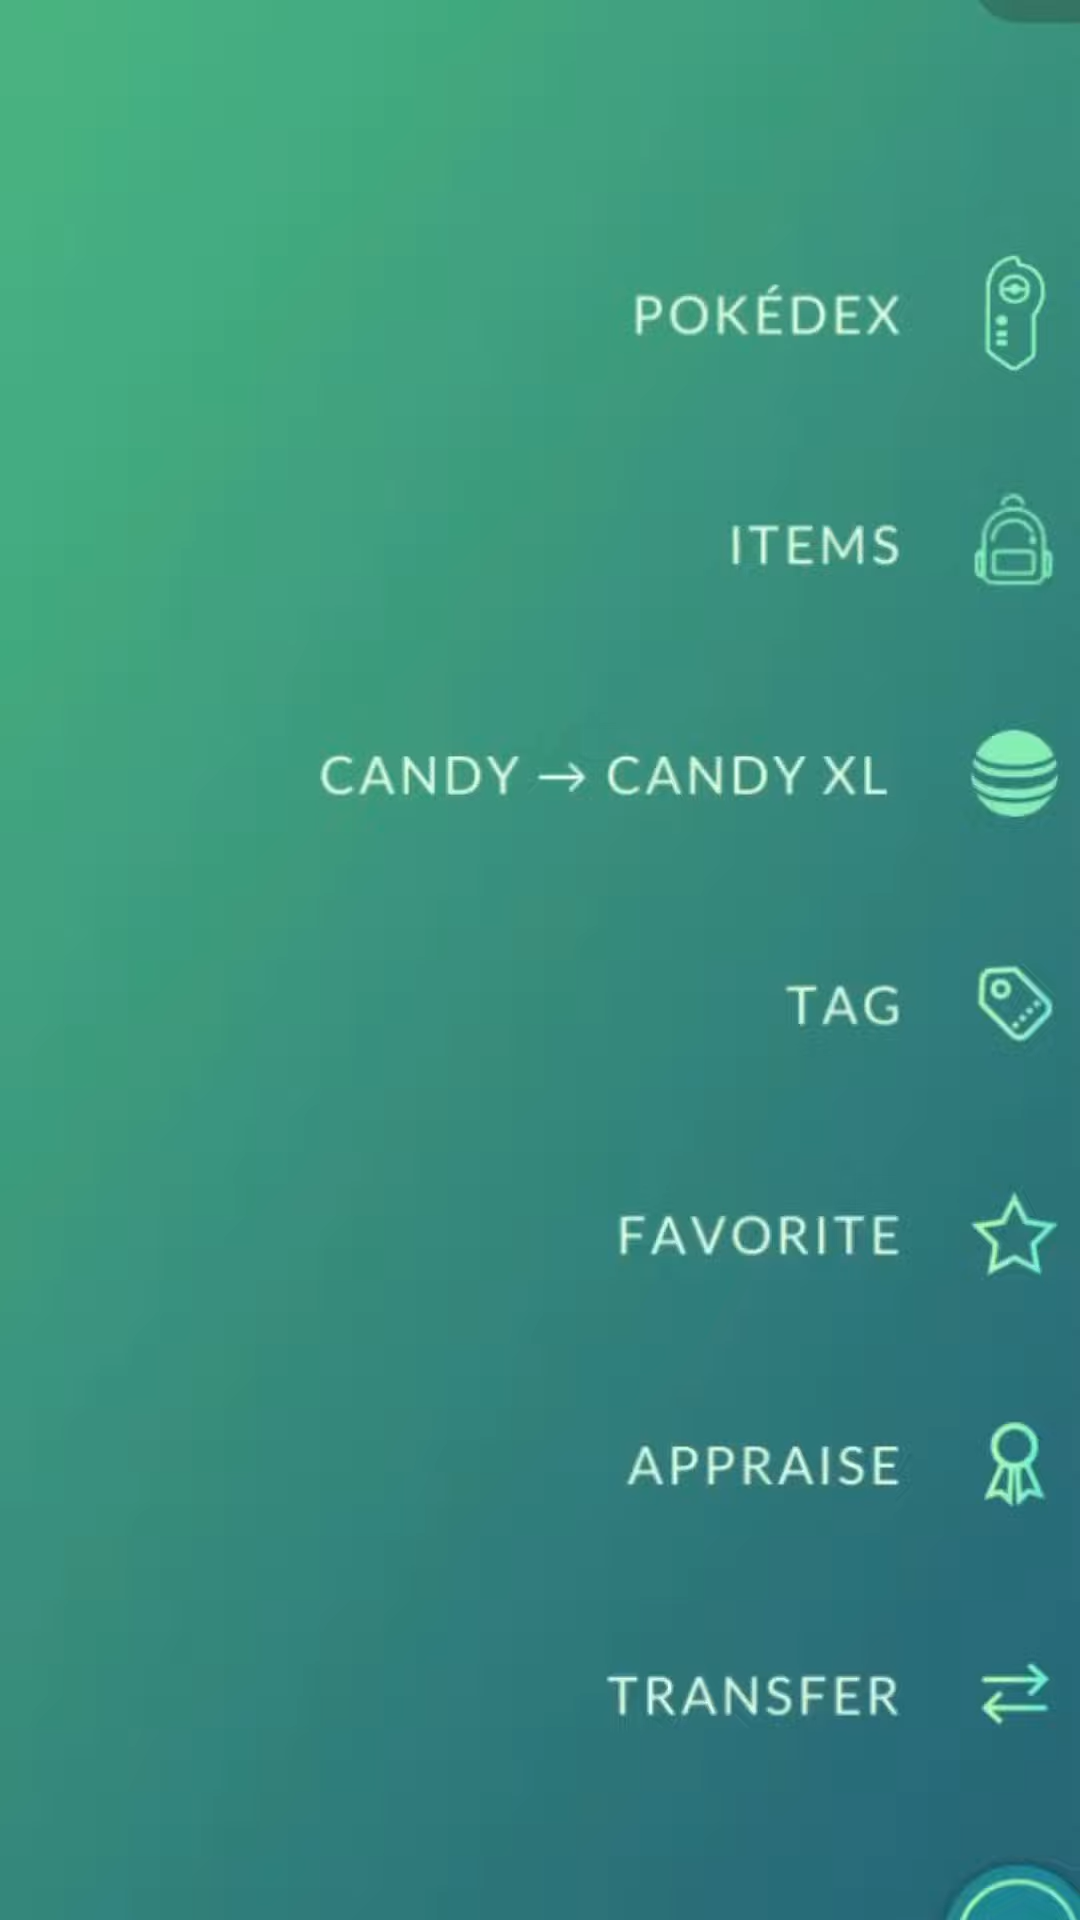 POKÉDEX
ITEMS
CANDY → CANDY XL
TAG
FAVORITE
APPRAISE
TRANSFER